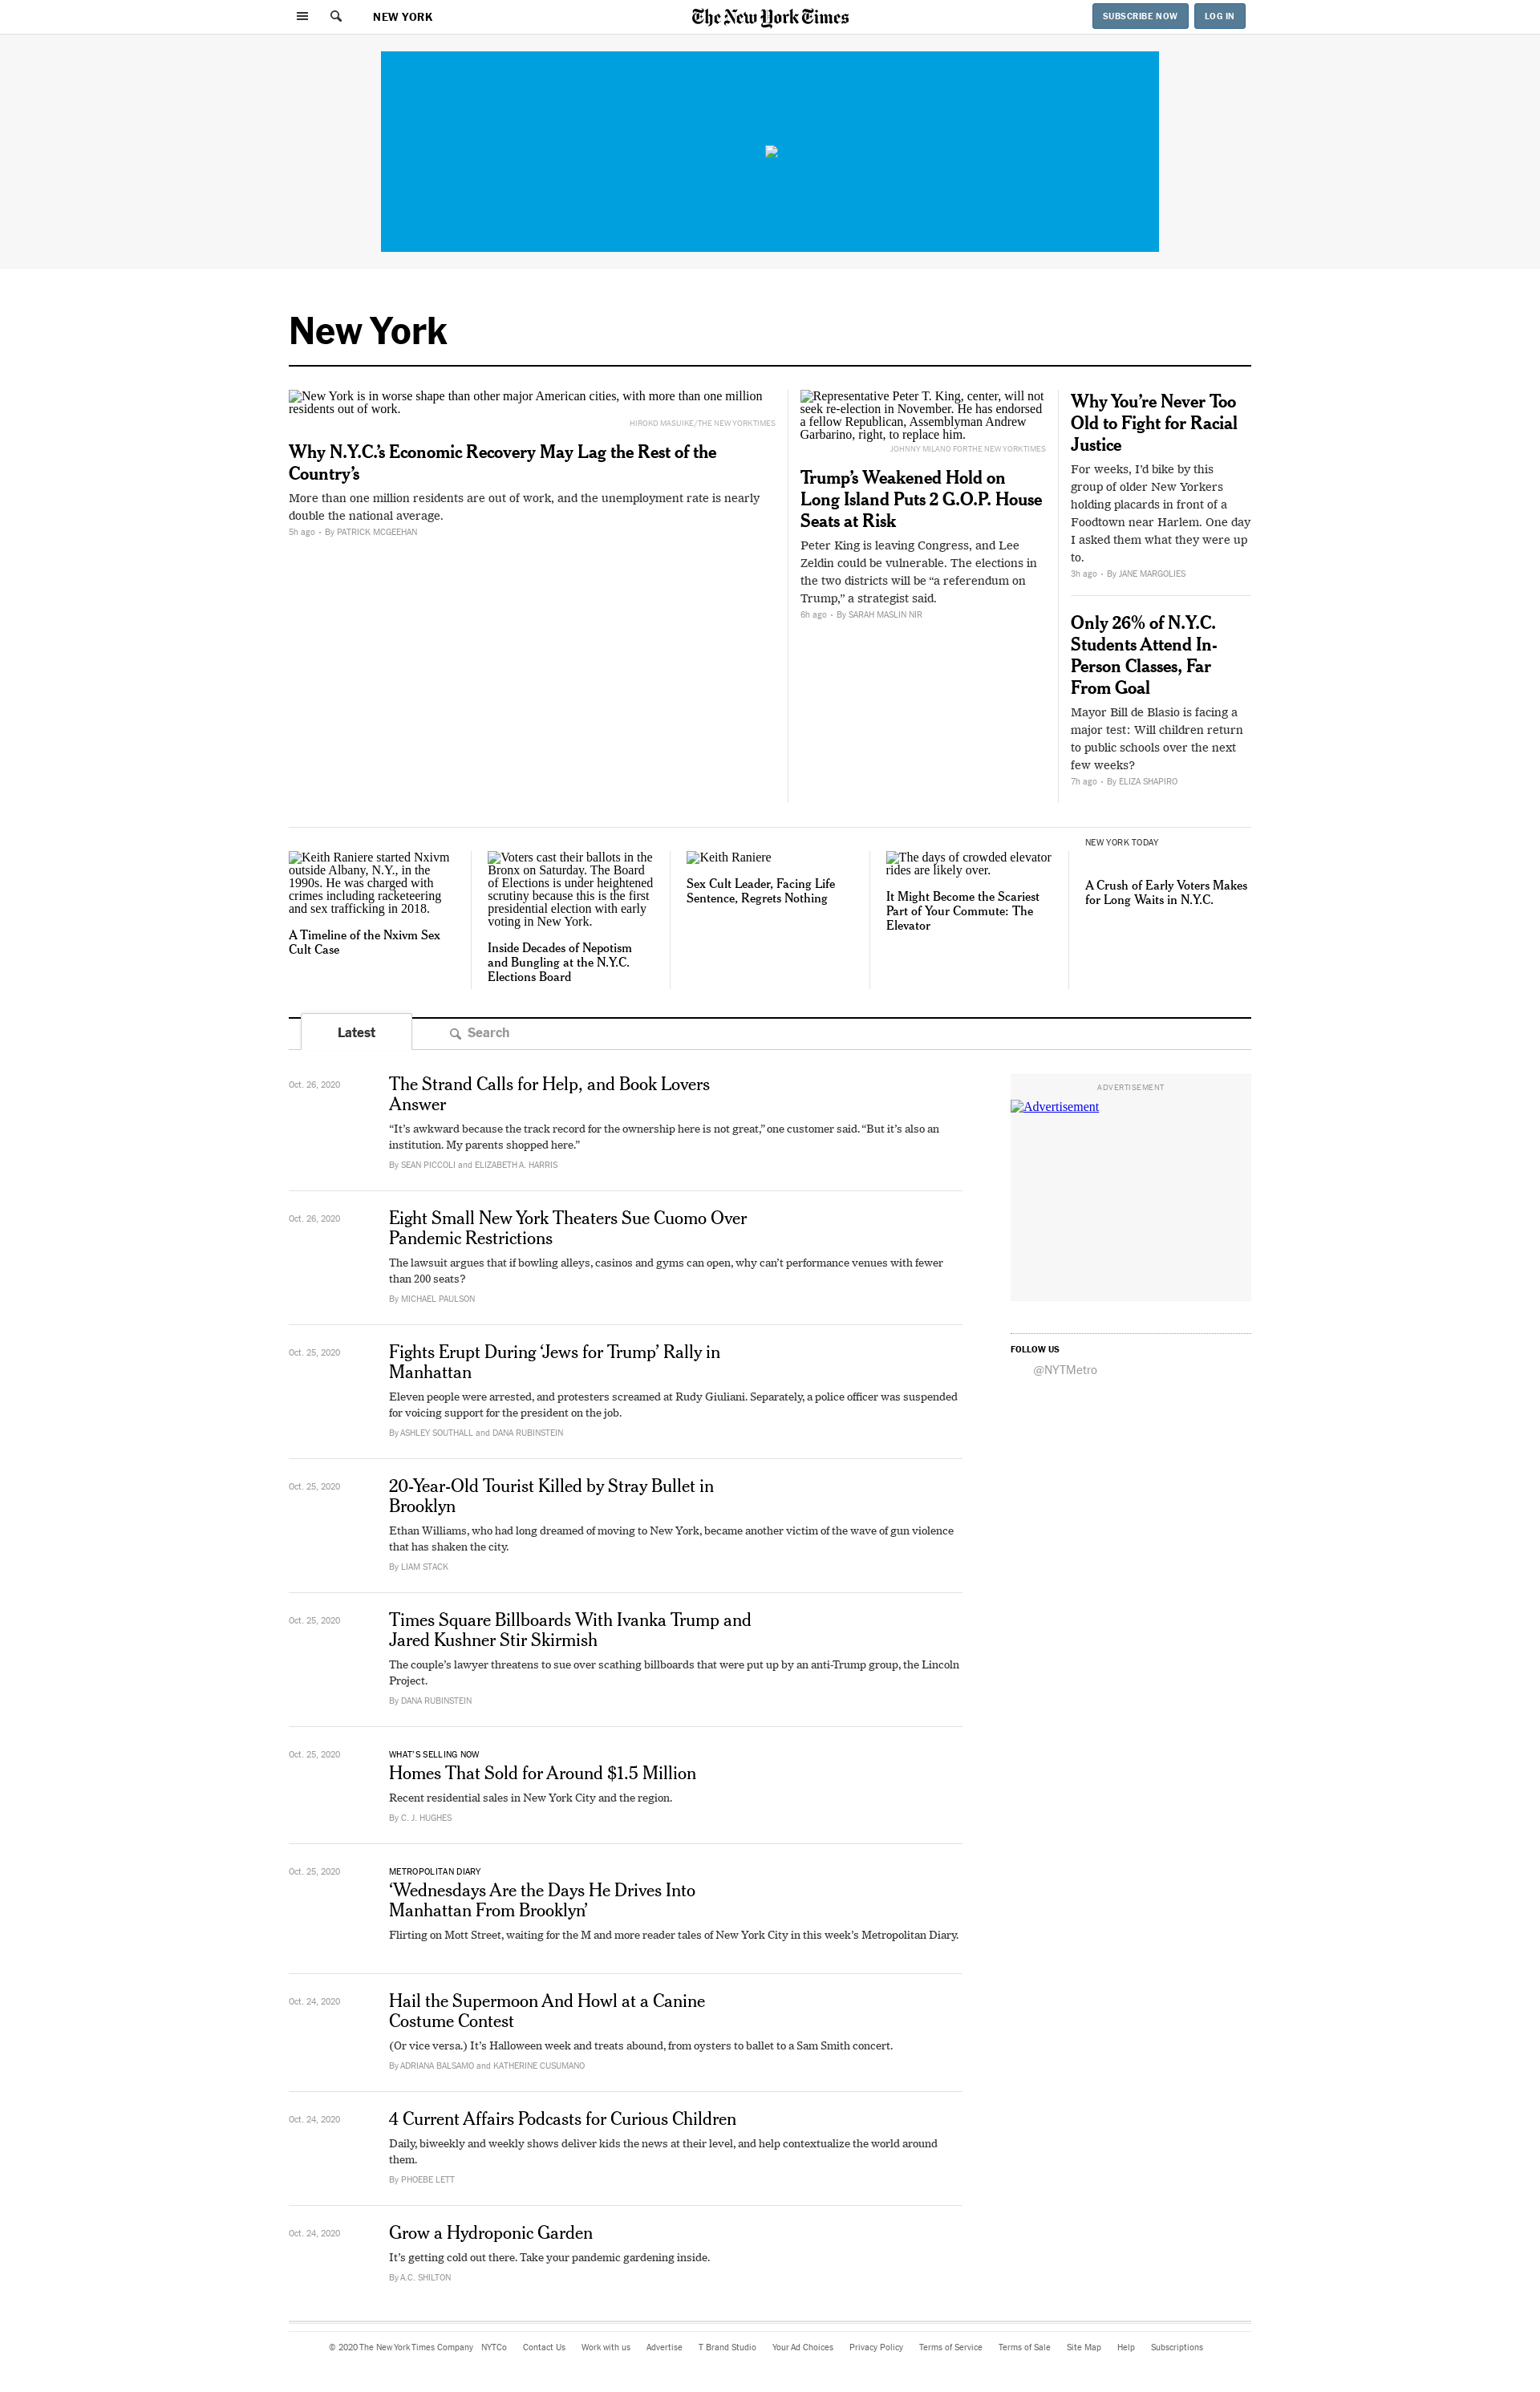 NEW YORK
The New York Times
SUBSCRIBE NOW
LOG IN
New York
New York is in worse shape than other major American cities, with more than one million
residents out of work.
HIROKO MASUIKE/THE NEW YORK TIMES
Why N.Y.C.’s Economic Recovery May Lag the Rest of the
Country’s
More than one million residents are out of work, and the unemployment rate is nearly
double the national average.
5h ago • By PATRICK MCGEEHAN
Representative Peter T. King, center, will not
seek re-election in November. He has endorsed
a fellow Republican, Assemblyman Andrew
Garbarino, right, to replace him.
JOHNNY MILANO FOR THE NEW YORK TIMES
Trump’s Weakened Hold on
Long Island Puts 2 G.O.P. House
Seats at Risk
Peter King is leaving Congress, and Lee
Zeldin could be vulnerable. The elections in
the two districts will be “a referendum on
Trump,” a strategist said.
6h ago • By SARAH MASLIN NIR
Why You’re Never Too
Old to Fight for Racial
Justice
For weeks, I’d bike by this
group of older New Yorkers
holding placards in front of a
Foodtown near Harlem. One day
I asked them what they were up
to.
3h ago • By JANE MARGOLIES
Only 26% of N.Y.C.
Students Attend In-
Person Classes, Far
From Goal
Mayor Bill de Blasio is facing a
major test: Will children return
to public schools over the next
few weeks?
7h ago • By ELIZA SHAPIRO
Keith Raniere started Nxivm
outside Albany, N.Y., in the
1990s. He was charged with
crimes including racketeering
and sex trafficking in 2018.
A Timeline of the Nxivm Sex
Cult Case
Voters cast their ballots in the
Bronx on Saturday. The Board
of Elections is under heightened
scrutiny because this is the first
presidential election with early
voting in New York.
Inside Decades of Nepotism
and Bungling at the N.Y.C.
Elections Board
Keith Raniere
Sex Cult Leader, Facing Life
Sentence, Regrets Nothing
The days of crowded elevator
rides are likely over.
It Might Become the Scariest
Part of Your Commute: The
Elevator
NEW YORK TODAY
A Crush of Early Voters Makes
for Long Waits in N.Y.C.
Latest
Search
Oct. 26, 2020
The Strand Calls for Help, and Book Lovers
Answer
“It’s awkward because the track record for the ownership here is not great,” one customer said. “But it’s also an
institution. My parents shopped here.”
By SEAN PICCOLI and ELIZABETH A. HARRIS
Oct. 26, 2020
Eight Small New York Theaters Sue Cuomo Over
Pandemic Restrictions
The lawsuit argues that if bowling alleys, casinos and gyms can open, why can’t performance venues with fewer
than 200 seats?
By MICHAEL PAULSON
Oct. 25, 2020
Fights Erupt During ‘Jews for Trump’ Rally in
Manhattan
Eleven people were arrested, and protesters screamed at Rudy Giuliani. Separately, a police officer was suspended
for voicing support for the president on the job.
By ASHLEY SOUTHALL and DANA RUBINSTEIN
Oct. 25, 2020
20-Year-Old Tourist Killed by Stray Bullet in
Brooklyn
Ethan Williams, who had long dreamed of moving to New York, became another victim of the wave of gun violence
that has shaken the city.
By LIAM STACK
Oct. 25, 2020
Times Square Billboards With Ivanka Trump and
Jared Kushner Stir Skirmish
The couple’s lawyer threatens to sue over scathing billboards that were put up by an anti-Trump group, the Lincoln
Project.
By DANA RUBINSTEIN
Oct. 25, 2020
WHAT’S SELLING NOW
Homes That Sold for Around $1.5 Million
Recent residential sales in New York City and the region.
By C. J. HUGHES
Oct. 25, 2020
METROPOLITAN DIARY
‘Wednesdays Are the Days He Drives Into
Manhattan From Brooklyn’
Flirting on Mott Street, waiting for the M and more reader tales of New York City in this week’s Metropolitan Diary.
Oct. 24, 2020
Hail the Supermoon And Howl at a Canine
Costume Contest
(Or vice versa.) It’s Halloween week and treats abound, from oysters to ballet to a Sam Smith concert.
By ADRIANA BALSAMO and KATHERINE CUSUMANO
Oct. 24, 2020
4 Current Affairs Podcasts for Curious Children
Daily, biweekly and weekly shows deliver kids the news at their level, and help contextualize the world around
them.
By PHOEBE LETT
Oct. 24, 2020
Grow a Hydroponic Garden
It’s getting cold out there. Take your pandemic gardening inside.
By A.C. SHILTON
ADVERTISEMENT
Advertisement
FOLLOW US
@NYTMetro
© 2020 The New York Times Company NYTCo Contact Us Work with us Advertise T Brand Studio Your Ad Choices Privacy Policy Terms of Service Terms of Sale Site Map Help Subscriptions